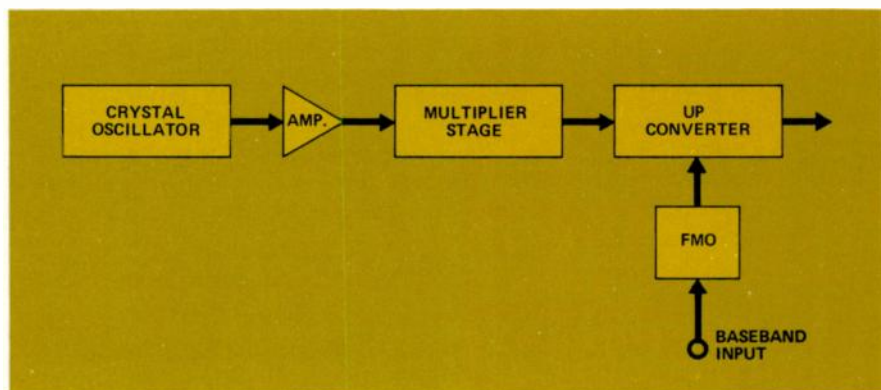 CRYSTAL
OSCILLATOR
AMP.
MULTIPLIER
STAGE
UP
CONVERTER
FMO
BASEBAND
INPUT